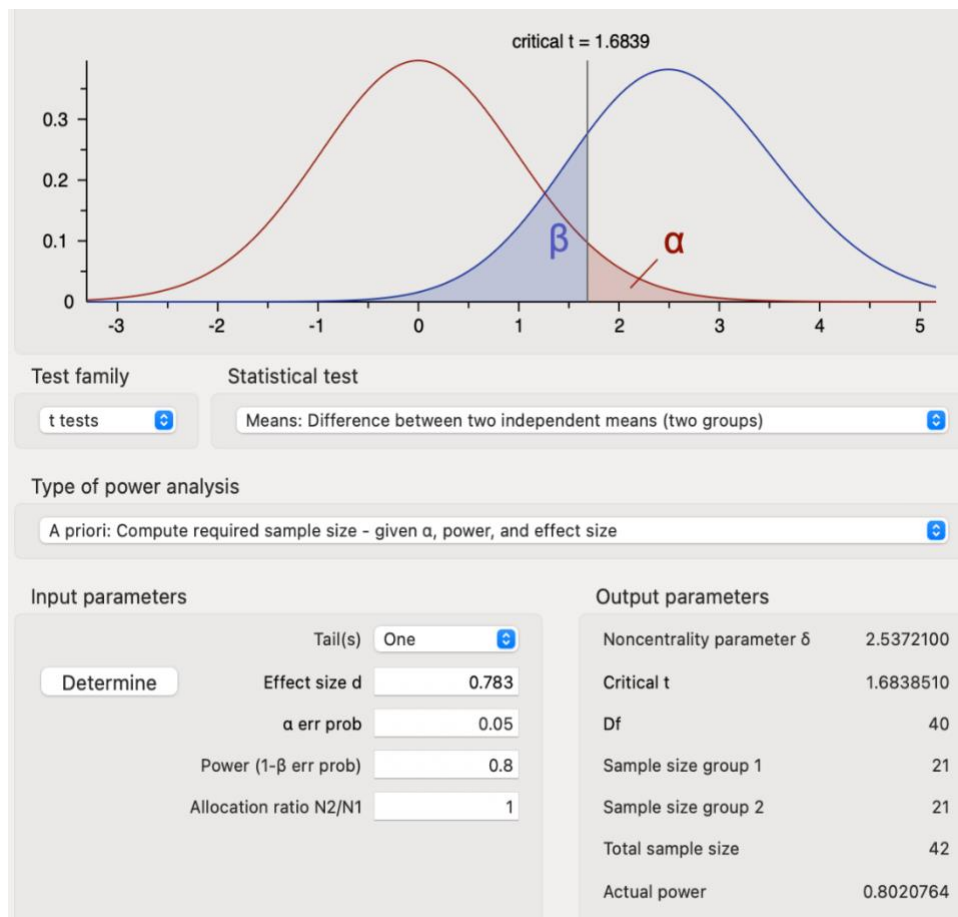 critical t = 1.6839
0.3
0.2
β
α
0.1
0
-3 -2 -1 0 1 2 3 4 5
Test family
Statistical test
t tests
Means: Difference between two independent means (two groups)
Type of power analysis
A priori: Compute required sample size - given α, power, and effect size
Input parameters
Output parameters
Tail(s) One
Noncentrality parameter δ 2.5372100
Determine
Effect size d 0.783
Critical t 1.6838510
α err prob 0.05
Df 40
Power (1-β err prob) 0.8
Sample size group 1 21
Allocation ratio N2/N1 1
Sample size group 2 21
Total sample size 42
Actual power 0.8020764